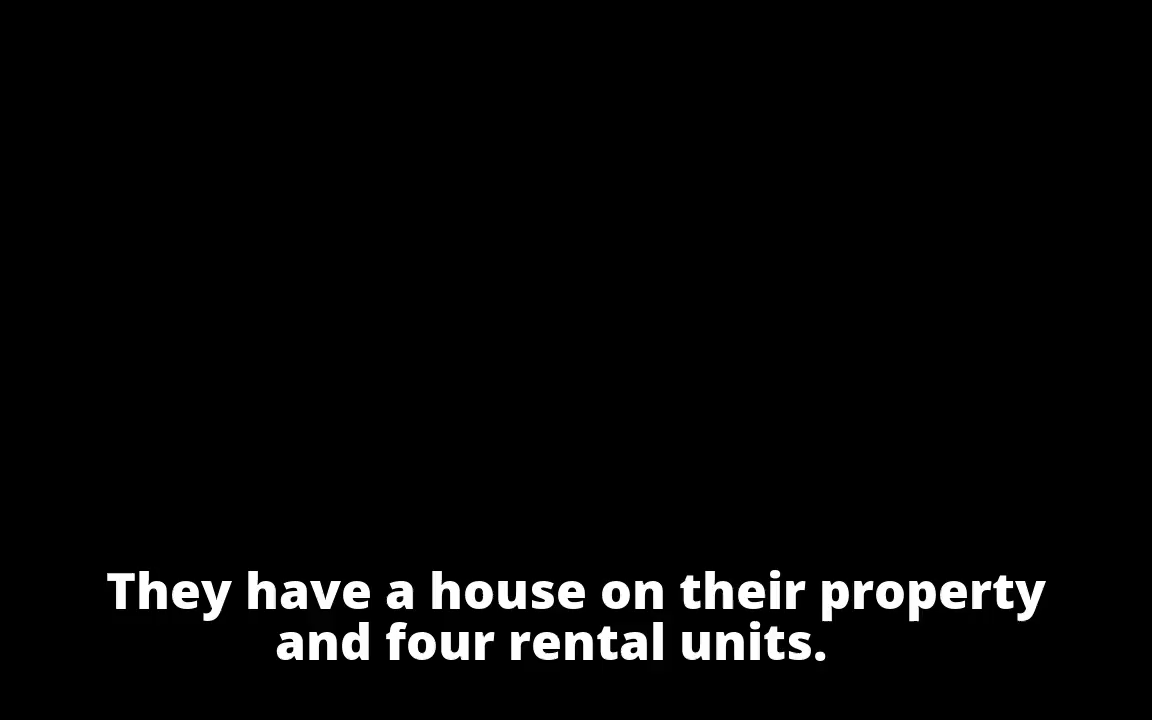 They have a house on their property
and four rental units.